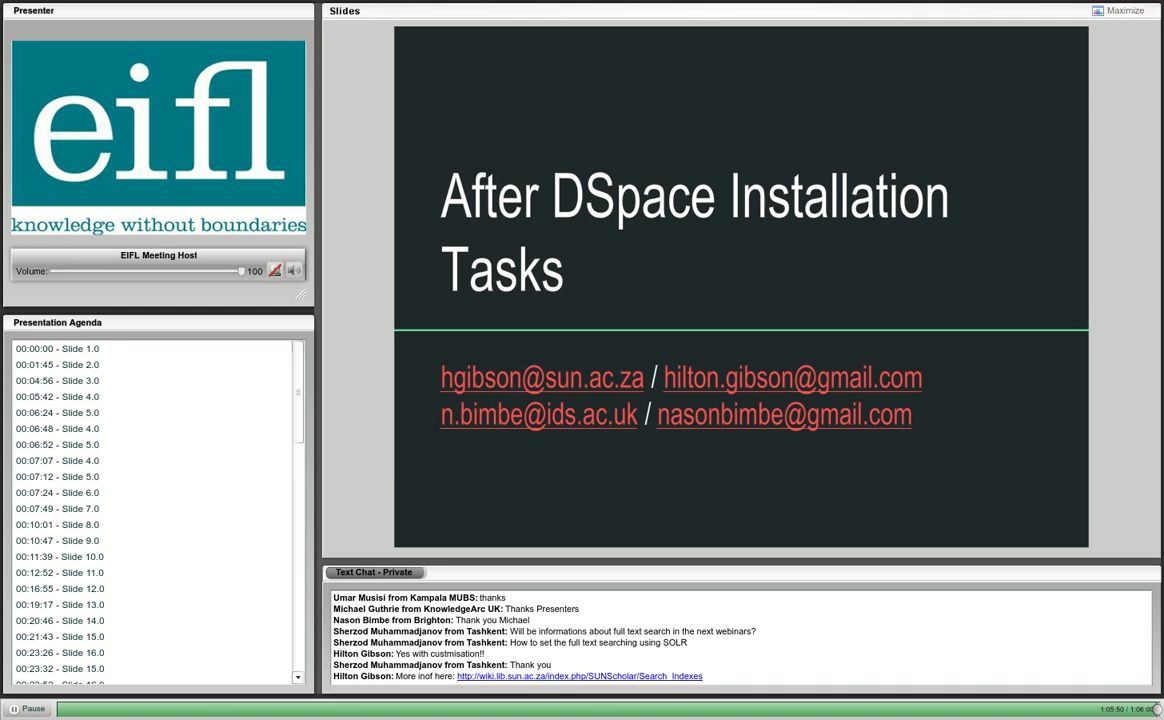 Presenter
eifl
knowledge without boundaries
EIFL Meeting Host
Volume: 100
Presentation Agenda
00:00:00 - Slide 1.0
00:01:45 - Slide 2.0
00:04:56 - Slide 3.0
00:05:42 - Slide 4.0
00:06:24 - Slide 5.0
00:06:48 - Slide 4.0
00:06:52 - Slide 5.0
00:07:07 - Slide 4.0
00:07:12 - Slide 5.0
00:07:24 - Slide 6.0
00:07:49 - Slide 7.0
00:10:01 - Slide 8.0
00:10:47 - Slide 9.0
00:11:39 - Slide 10.0
00:12:52 - Slide 11.0
00:16:55 - Slide 12.0
00:19:17 - Slide 13.0
00:20:46 - Slide 14.0
00:21:43 - Slide 15.0
00:23:26 - Slide 16.0
00:23:32 - Slide 15.0
Slides
Maximize
After DSpace Installation
Tasks
hgibson@sun.ac.za / hilton.gibson@gmail.com
n.bimbe@ids.ac.uk / nasonbimbe@gmail.com
Text Chat - Private
Umar Musisi from Kampala MUBS: thanks
Michael Guthrie from KnowledgeArc UK: Thanks Presenters
Nason Bimbe from Brighton: Thank you Michael
Sherzod Muhammadjanov from Tashkent: Will be informations about full text search in the next webinars?
Sherzod Muhammadjanov from Tashkent: How to set the full text searching using SOLR
Hilton Gibson: Yes with custmisation!!
Sherzod Muhammadjanov from Tashkent: Thank you
Hilton Gibson: More inof here: http://wiki.lib.sun.ac.za/index.php/SUNScholar/Search_Indexes
Pause
1:05:50 / 1:06:00